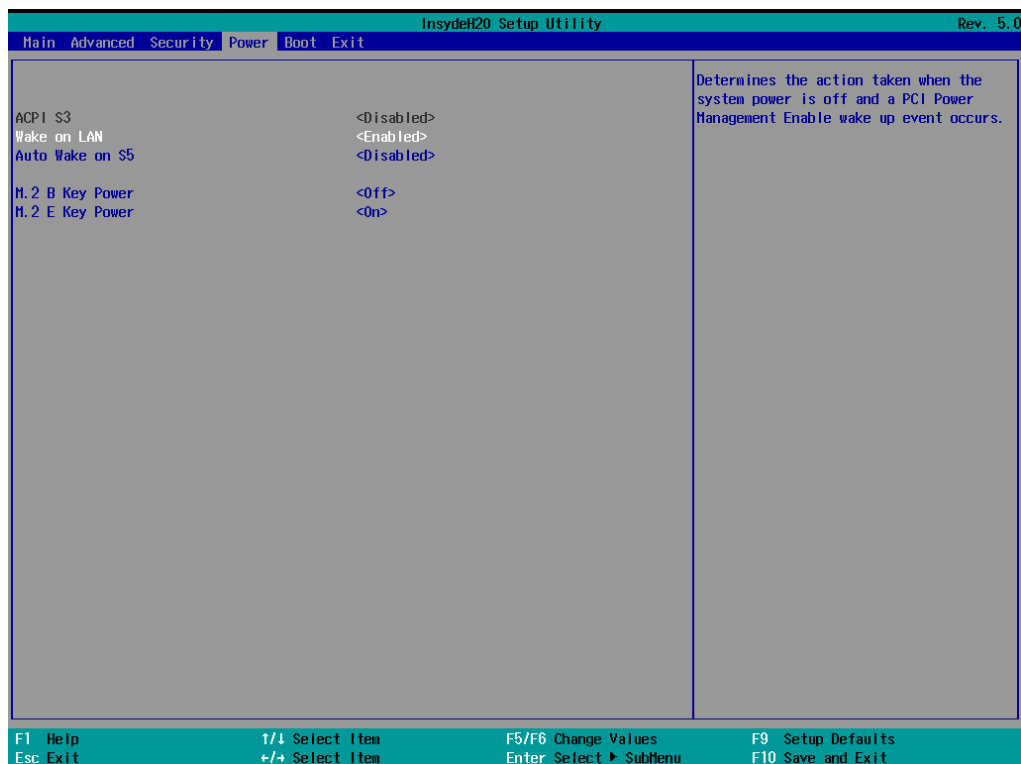 InsydeH20 Setup Utility Rev. 5.0
Main Advanced Security Power Boot Exit
Determines the action taken when the
system power is off and a PCI Power
Management Enable wake up event occurs.
ACPI S3 <Disabled>
Wake on LAN <Enabled>
Auto Wake on S5 <Disabled>
M.2 B Key Power <Off>
M.2 E Key Power <On>
F1 Help ↑/↓ Select Item F5/F6 Change Values F9 Setup Defaults
Esc Exit ←/→ Select Item Enter Select ▶ SubMenu F10 Save and Exit